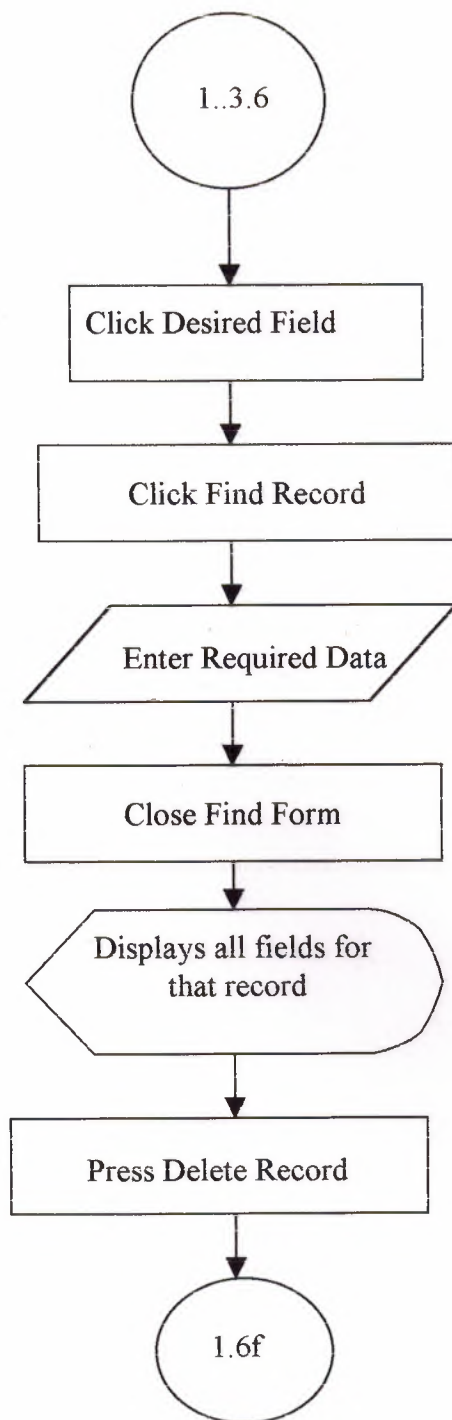 1..3.6
Click Desired Field
Click Find Record
Enter Required Data
Close Find Form
Displays all fields for
that record
Press Delete Record
1.6f